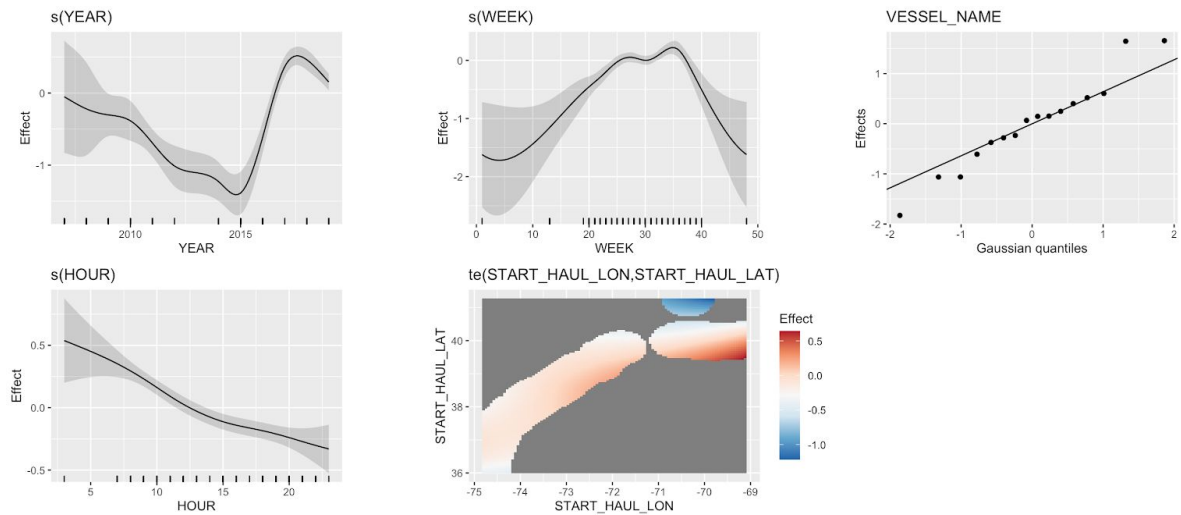 s(YEAR)
Effect
0
-1
2010
2015
YEAR
s(WEEK)
Effect
0
-1
-2
0
10
20
30
40
50
WEEK
VESSEL_NAME
Effects
1
0
-1
-2
-2
-1
0
1
2
Gaussian quantiles
s(HOUR)
Effect
0.5
0.0
-0.5
5
10
15
20
HOUR
te(START_HAUL_LON,START_HAUL_LAT)
START_HAUL_LAT
40
38
36
-75
-74
-73
-72
-71
-70
-69
START_HAUL_LON
Effect
0.5
0.0
-0.5
-1.0